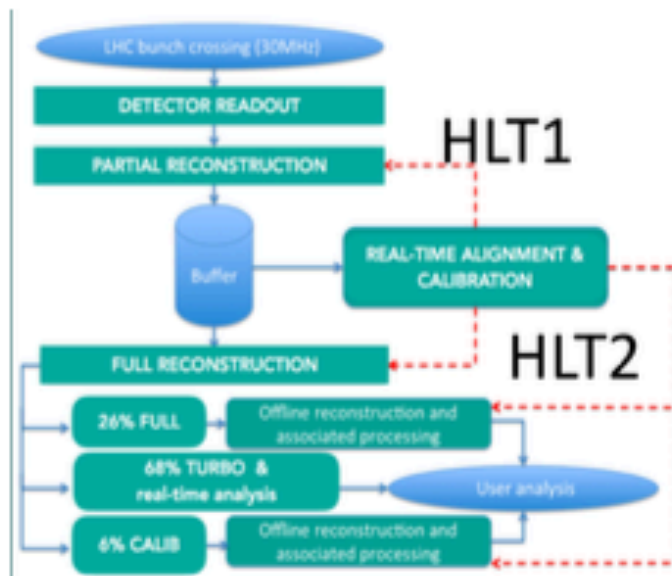 LHC bunch crossing (30MHz)
DETECTOR READOUT
PARTIAL RECONSTRUCTION
HLT1
Buffer
REAL-TIME ALIGNMENT &
CALIBRATION
FULL RECONSTRUCTION
HLT2
26% FULL
Offline reconstruction and
associated processing
68% TURBO &
real-time analysis
User analysis
6% CALIB
Offline reconstruction and
associated processing